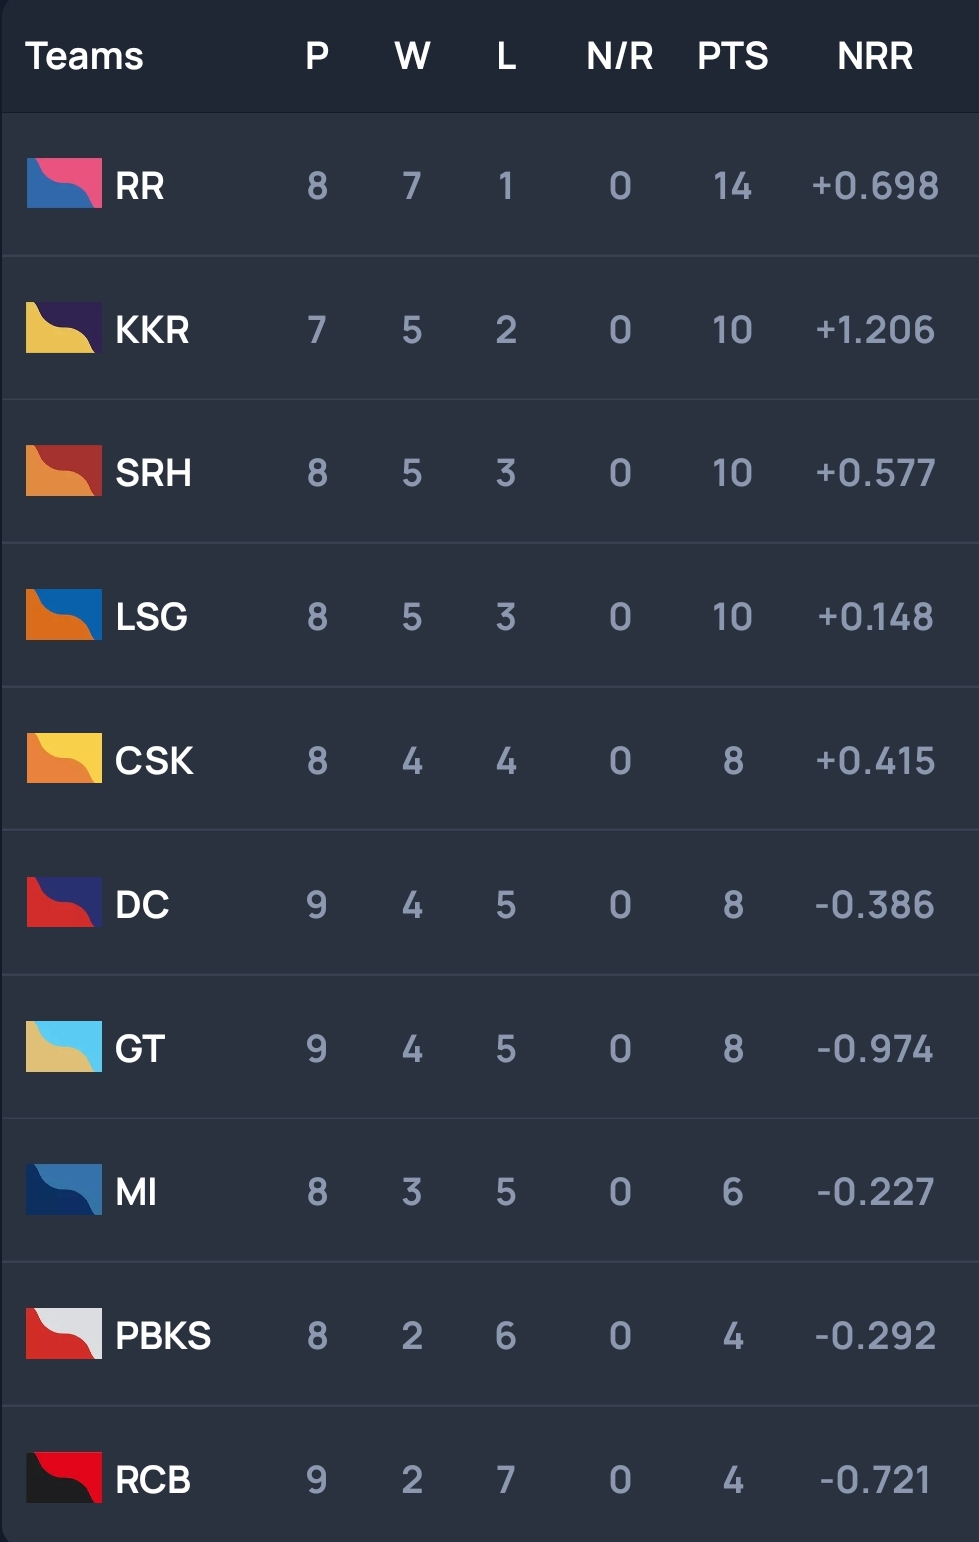 Teams P W L N/R PTS NRR
RR 8 7 1 0 14 +0.698
KKR 7 5 2 0 10 +1.206
SRH 8 5 3 0 10 +0.577
LSG 8 5 3 0 10 +0.148
CSK 8 4 4 0 8 +0.415
DC 9 4 5 0 8 -0.386
GT 9 4 5 0 8 -0.974
MI 8 3 5 0 6 -0.227
PBKS 8 2 6 0 4 -0.292
RCB 9 2 7 0 4 -0.721